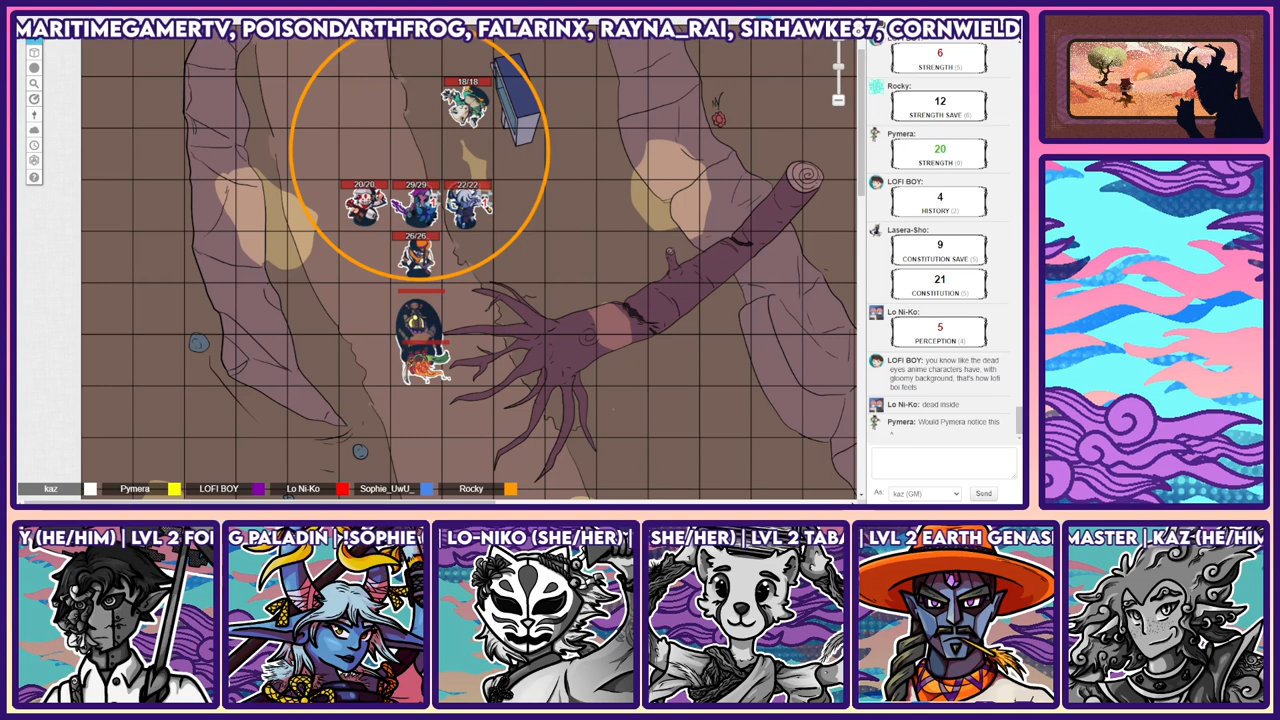 MARITIMEGAMERTV, POISONDARTHFROG, FALARINX, RAYNA_RAI, SIRHAWKE87, CORNWIELD
18/18
20/20
29/29
22/22
26/26
6
STRENGTH (5)
Rocky:
12
STRENGTH SAVE (6)
Pymera:
20
STRENGTH (0)
LOFI BOY:
4
HISTORY (2)
Lasera-Sho:
9
CONSTITUTION SAVE (5)
21
CONSTITUTION (5)
Lo Ni-Ko:
5
PERCEPTION (4)
LOFI BOY: you know like the dead
eyes anime characters have, with
gloomy background, that's how lofi
boi feels
Lo Ni-Ko: dead inside
Pymera: Would Pymera notice this
As: kaz (GM) Send
kaz Pymera LOFI BOY Lo Ni-Ko Sophie_UwU_ Rocky
Y (HE/HIM) | LVL 2 FOI
G PALADIN | !SOPHIE
LO-NIKO (SHE/HER) |
SHE/HER) | LVL 2 TABA
| LVL 2 EARTH GENASI
MASTER | KAZ (HE/HIM